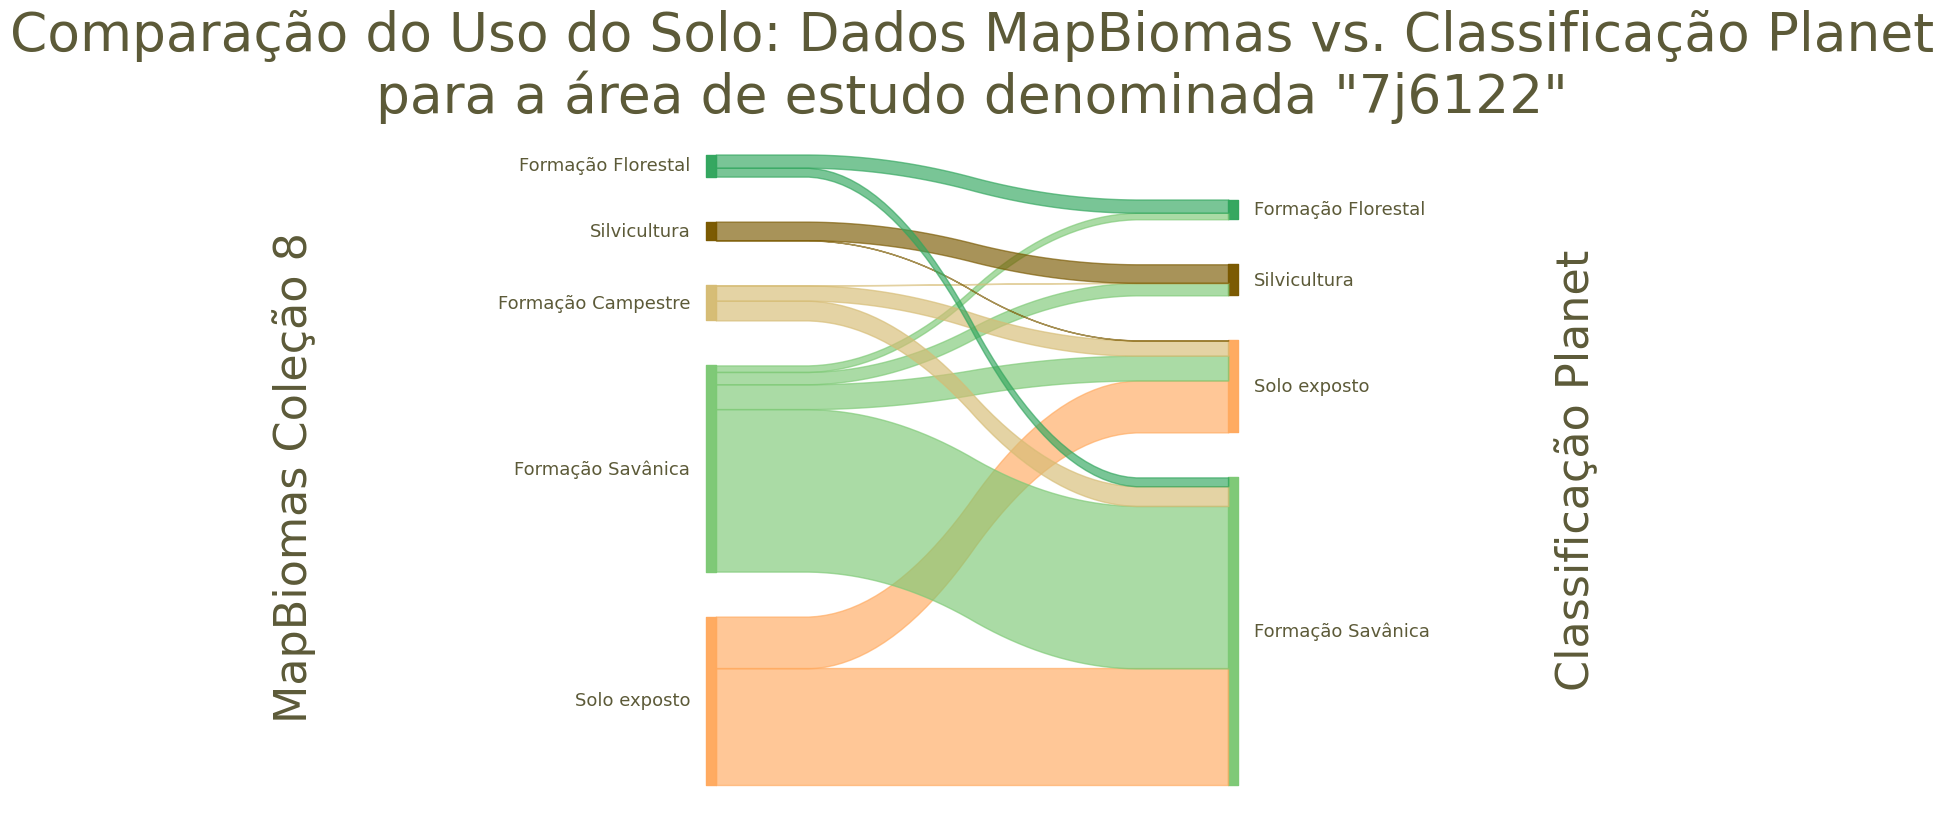 Comparação do Uso do Solo: Dados MapBiomas vs. Classificação Planet
para a área de estudo denominada "7j6122"
MapBiomas Coleção 8
Formação Florestal
Silvicultura
Formação Campestre
Formação Savânica
Solo exposto
Formação Florestal
Silvicultura
Solo exposto
Formação Savânica
Classificação Planet